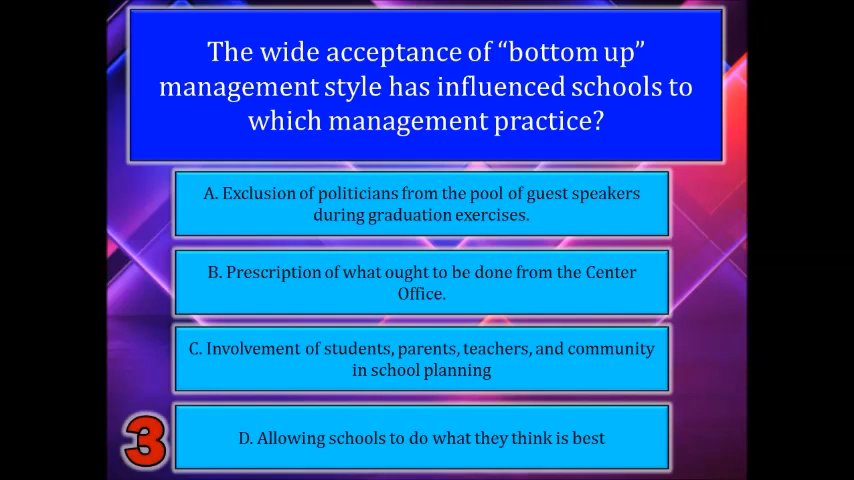 The wide acceptance of “bottom up”
management style has influenced schools to
which management practice?
A. Exclusion of politicians from the pool of guest speakers
during graduation exercises.
B. Prescription of what ought to be done from the Center
Office.
C. Involvement of students, parents, teachers, and community
in school planning
3
D. Allowing schools to do what they think is best